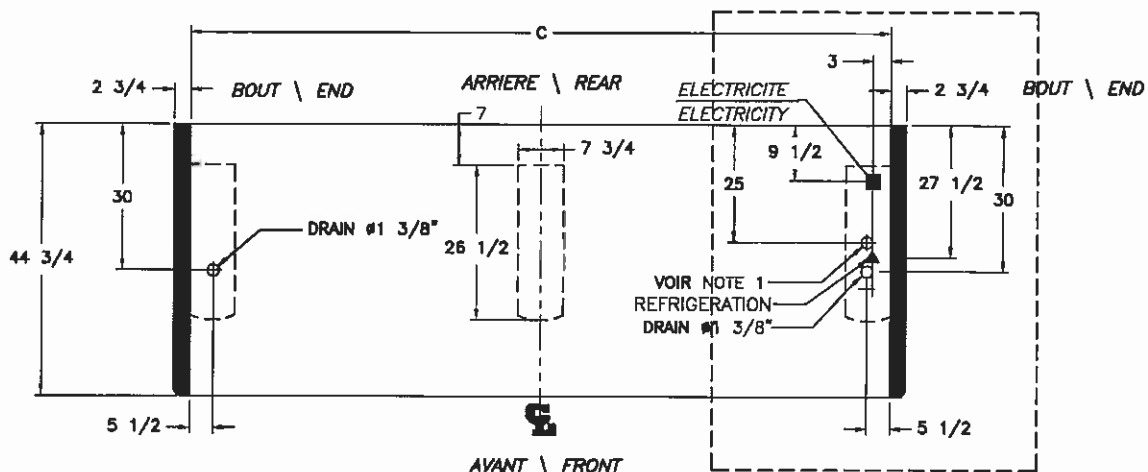 C
3
2 3/4
BOUT \ END
ARRIERE \ REAR
ELECTRICITE
ELECTRICITY
2 3/4
BOUT \ END
7
7 3/4
9 1/2
30
25
27 1/2
30
DRAIN ø1 3/8"
26 1/2
44 3/4
VOIR NOTE 1
REFRIGERATION
DRAIN ø1 3/8"
5 1/2
CL
5 1/2
AVANT \ FRONT